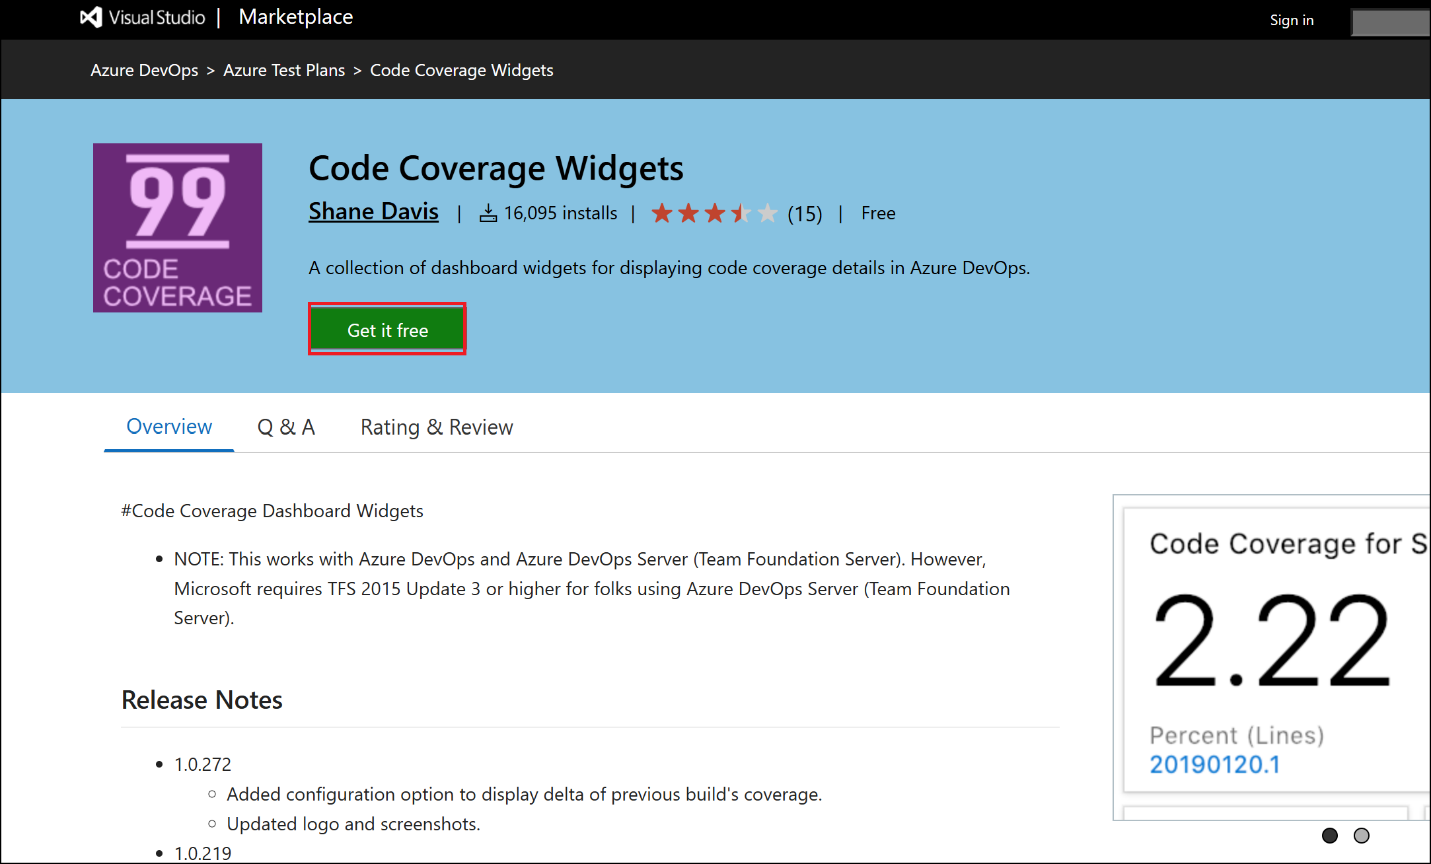 Visual Studio | Marketplace
Sign in
Azure DevOps > Azure Test Plans > Code Coverage Widgets
99
CODE
COVERAGE
Code Coverage Widgets
Shane Davis | 16,095 installs | (15) | Free
A collection of dashboard widgets for displaying code coverage details in Azure DevOps.
Get it free
Overview Q & A Rating & Review
#Code Coverage Dashboard Widgets
• NOTE: This works with Azure DevOps and Azure DevOps Server (Team Foundation Server). However,
Microsoft requires TFS 2015 Update 3 or higher for folks using Azure DevOps Server (Team Foundation
Server).
Release Notes
• 1.0.272
○ Added configuration option to display delta of previous build's coverage.
○ Updated logo and screenshots.
• 1.0.219
Code Coverage for S
2.22
Percent (Lines)
20190120.1